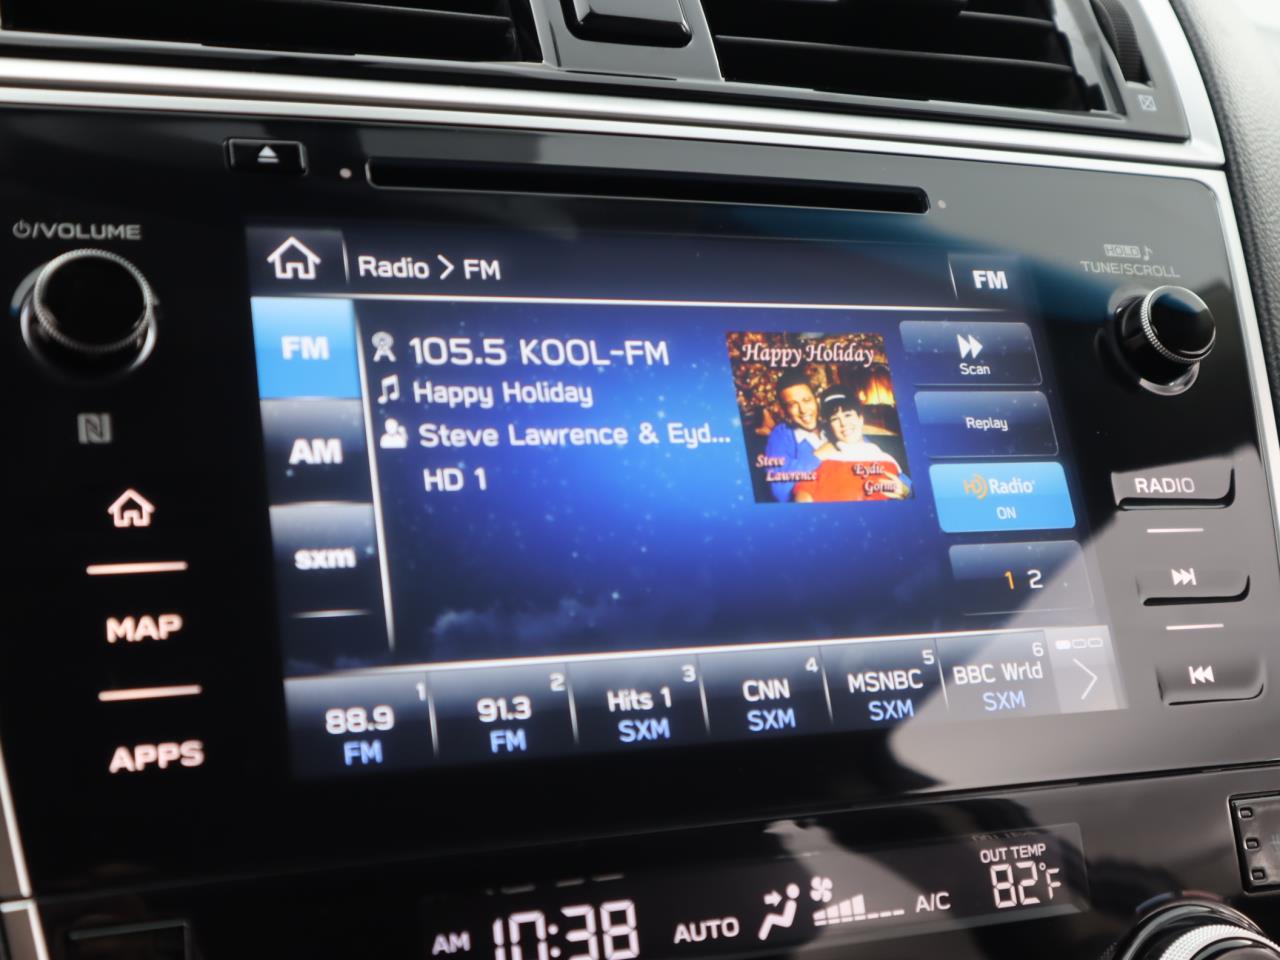 ⏻/VOLUME
HOLD ♪
TUNE/SCROLL
Radio > FM
FM
FM
AM
sxm
105.5 KOOL-FM
Happy Holiday
Steve Lawrence & Eyd...
HD 1
Happy Holiday
Steve
Lawrence
Eydie
Scan
Replay
HD Radio
ON
1 2
MAP
APPS
RADIO
1
88.9
FM
2
91.3
FM
3
Hits 1
SXM
4
CNN
SXM
5
MSNBC
SXM
6
BBC Wrld
SXM
AM 10:38
AUTO
A/C
OUT TEMP
82°F